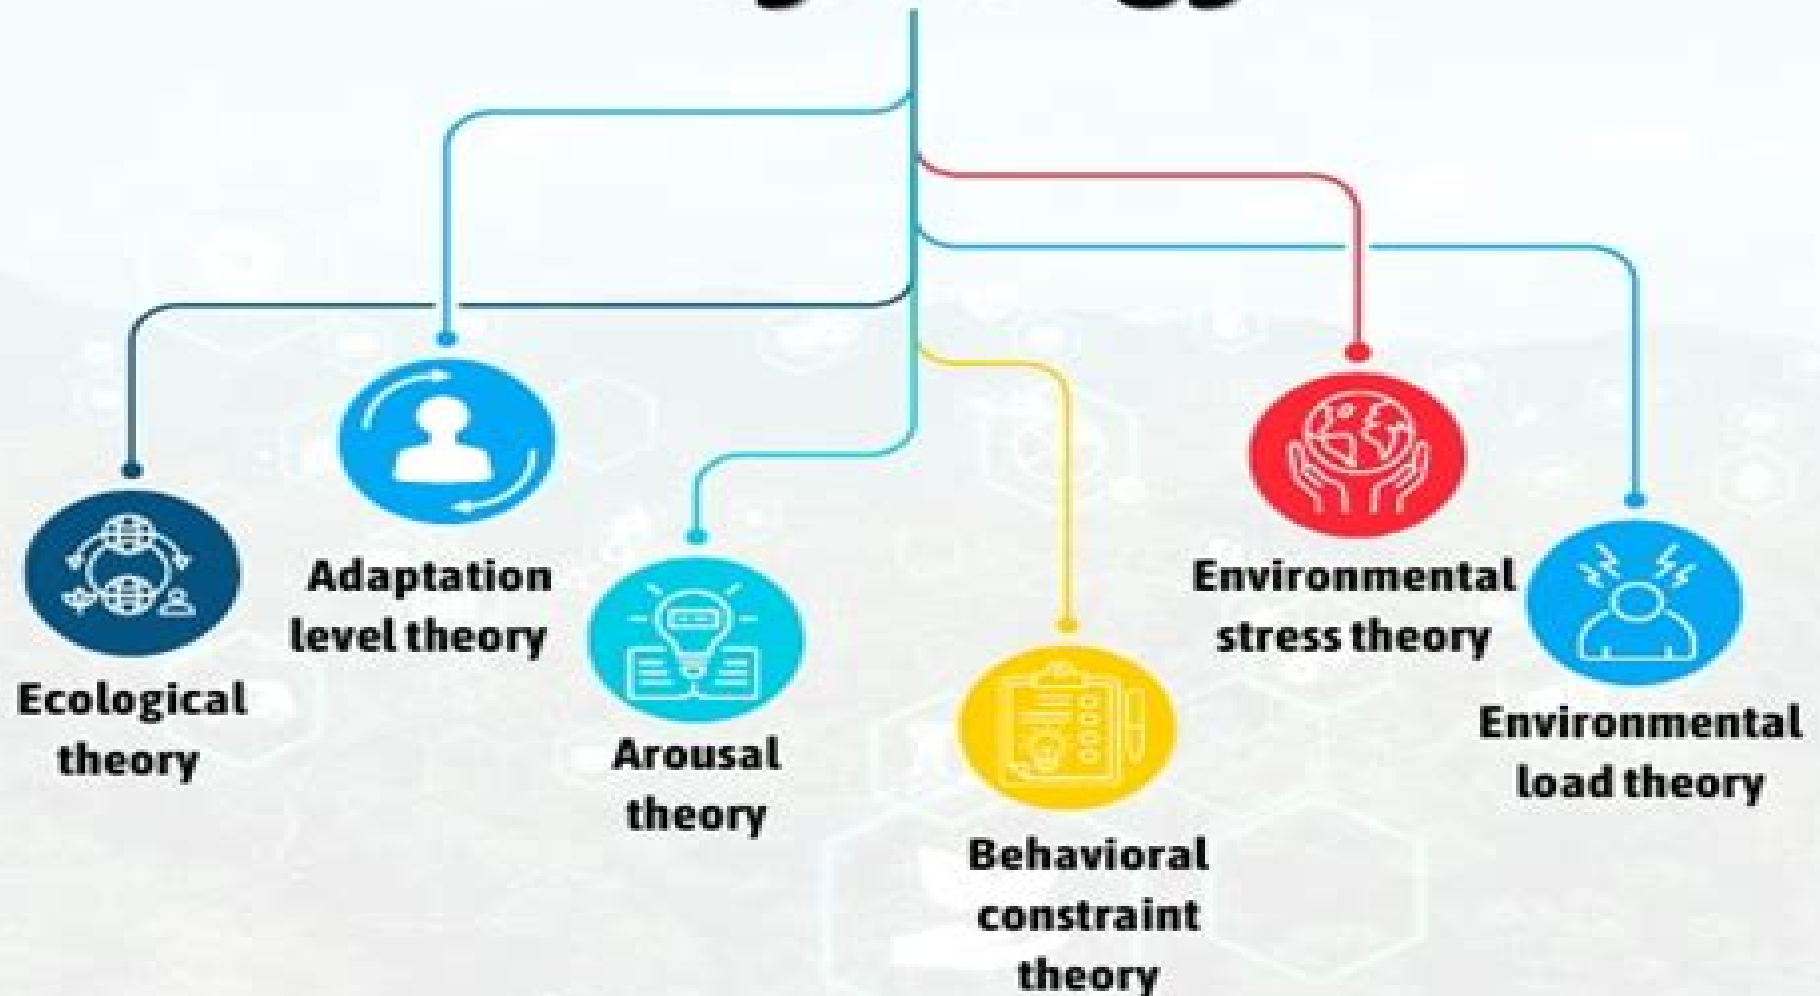 Ecological
theory
Adaptation
level theory
Arousal
theory
Behavioral
constraint
theory
Environmental
stress theory
Environmental
load theory